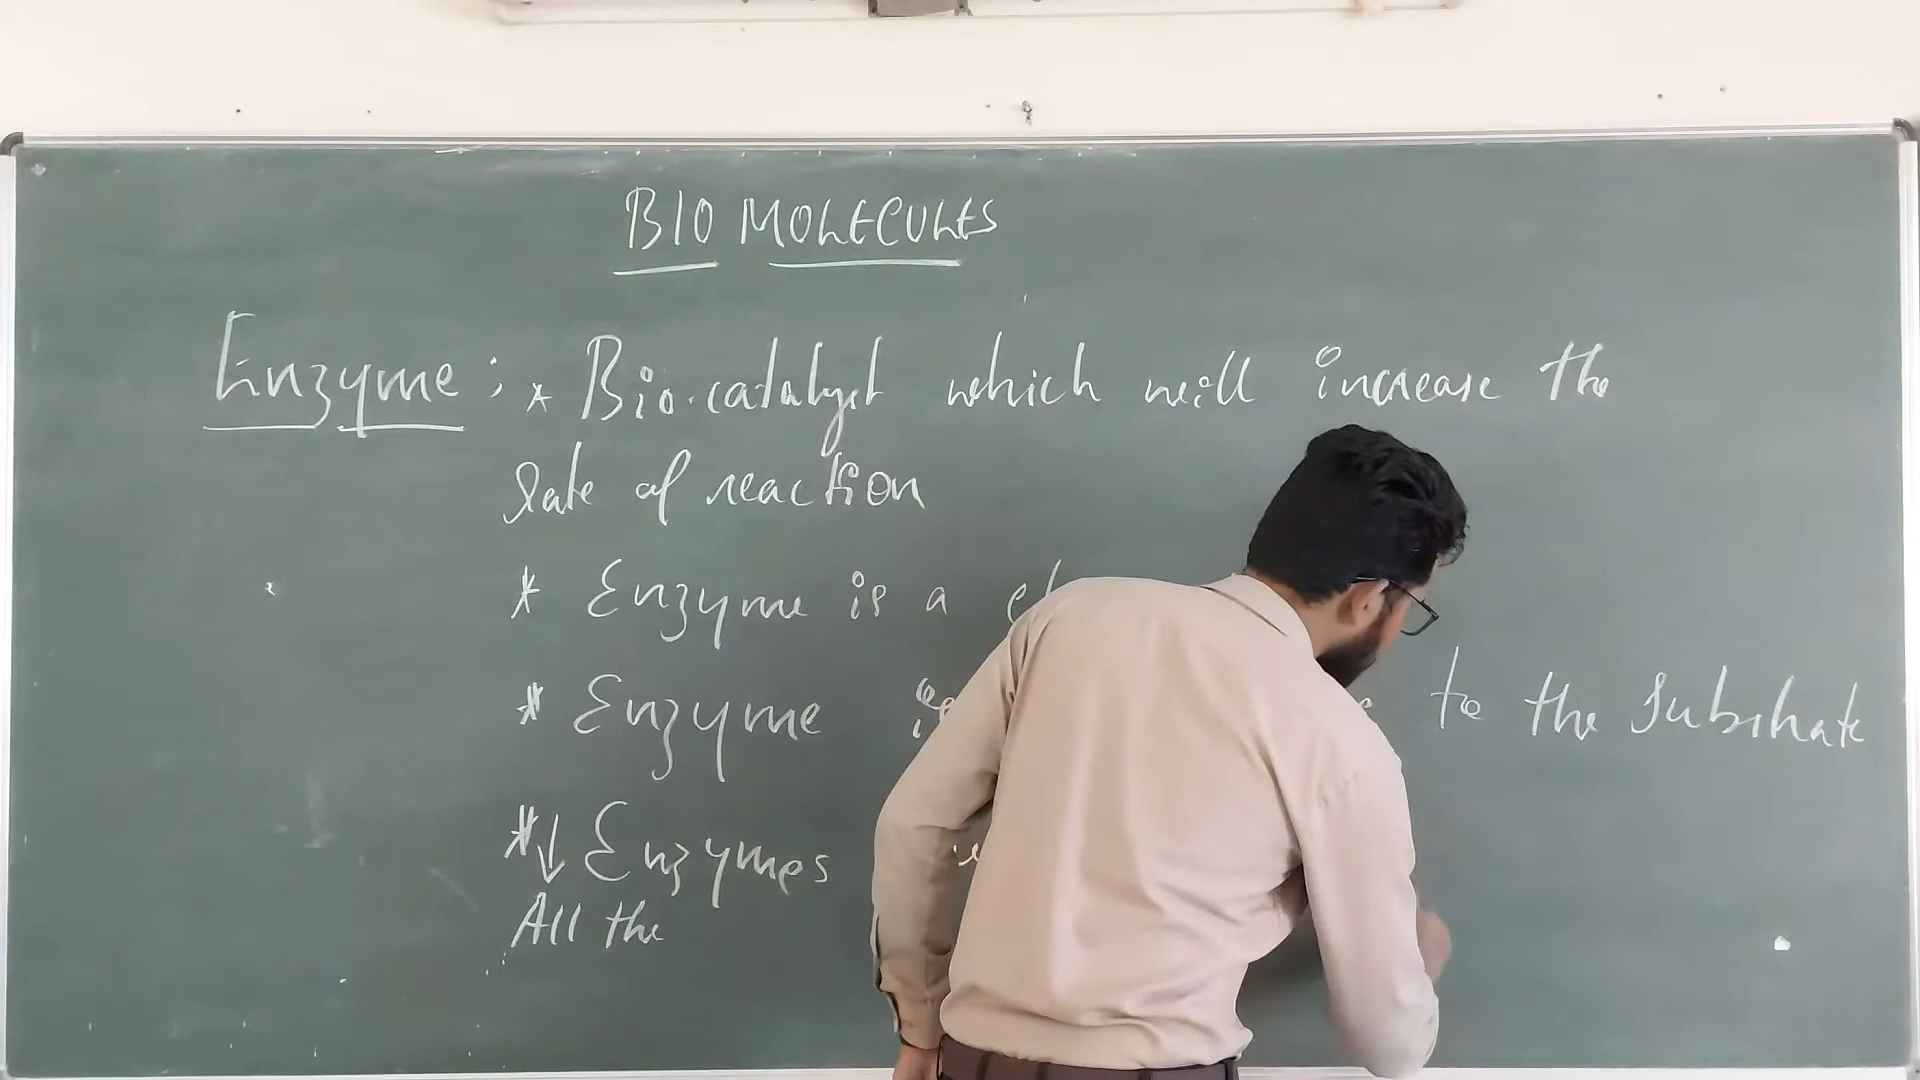 BIO MOLECULES
Enzyme : * Bio.catalyst which will increase the
rate of reaction
* Enzyme is a
* Enzyme to the Substrate
* ↓ Enzymes
All the